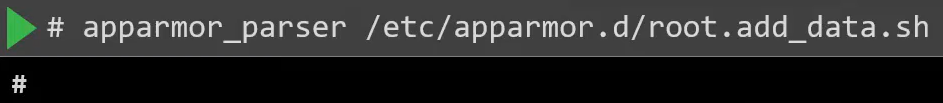 # apparmor_parser /etc/apparmor.d/root.add_data.sh
#